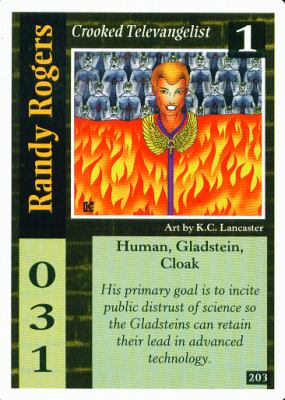 Randy Rogers
Crooked Televangelist
1
Art by K.C. Lancaster
0
3
1
Human, Gladstein,
Cloak
His primary goal is to incite
public distrust of science so
the Gladsteins can retain
their lead in advanced
technology.
203